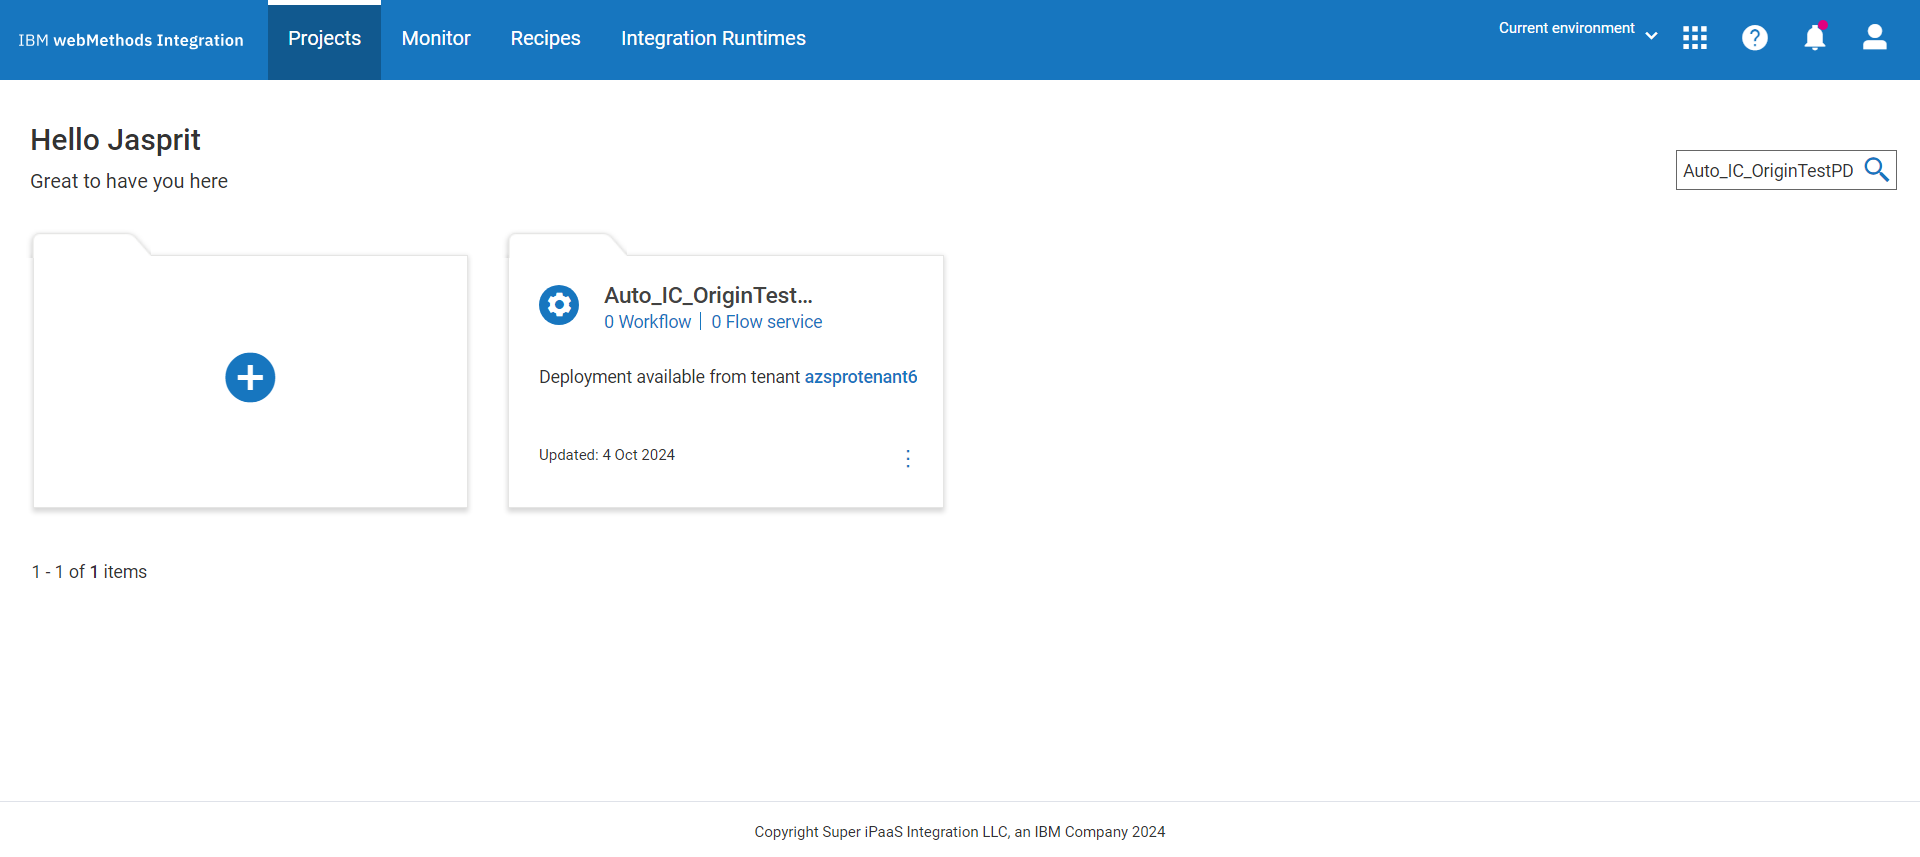 IBM webMethods Integration
Projects
Monitor
Recipes
Integration Runtimes
Current environment
Hello Jasprit
Great to have you here
Auto_IC_OriginTestPD
Auto_IC_OriginTest...
0 Workflow | 0 Flow service
Deployment available from tenant azsprotenant6
Updated: 4 Oct 2024
1 - 1 of 1 items
Copyright Super iPaaS Integration LLC, an IBM Company 2024